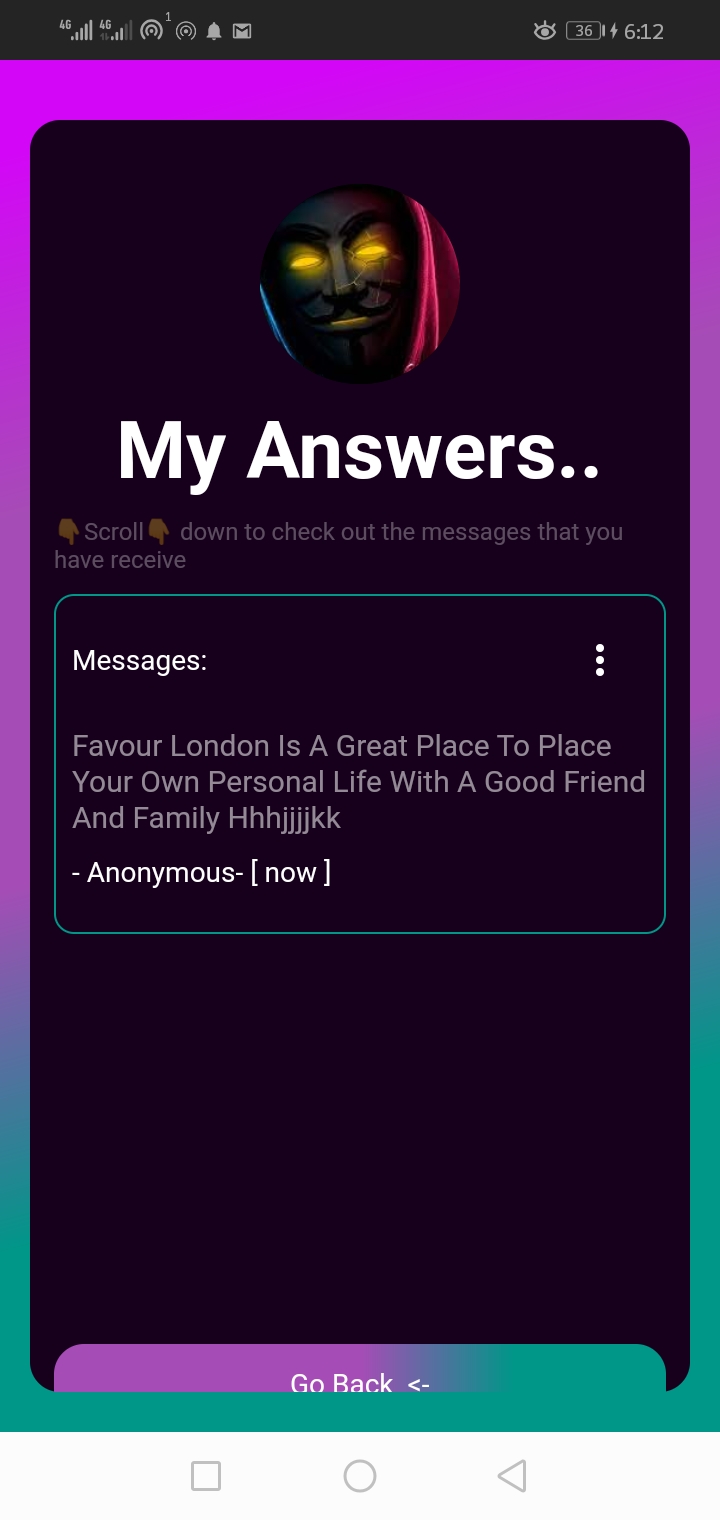 4G 4G 1 36 6:12
My Answers..
👇Scroll👇 down to check out the messages that you
have receive
Messages:
Favour London Is A Great Place To Place
Your Own Personal Life With A Good Friend
And Family Hhhjjjjkk
- Anonymous- [ now ]
Go Back <-